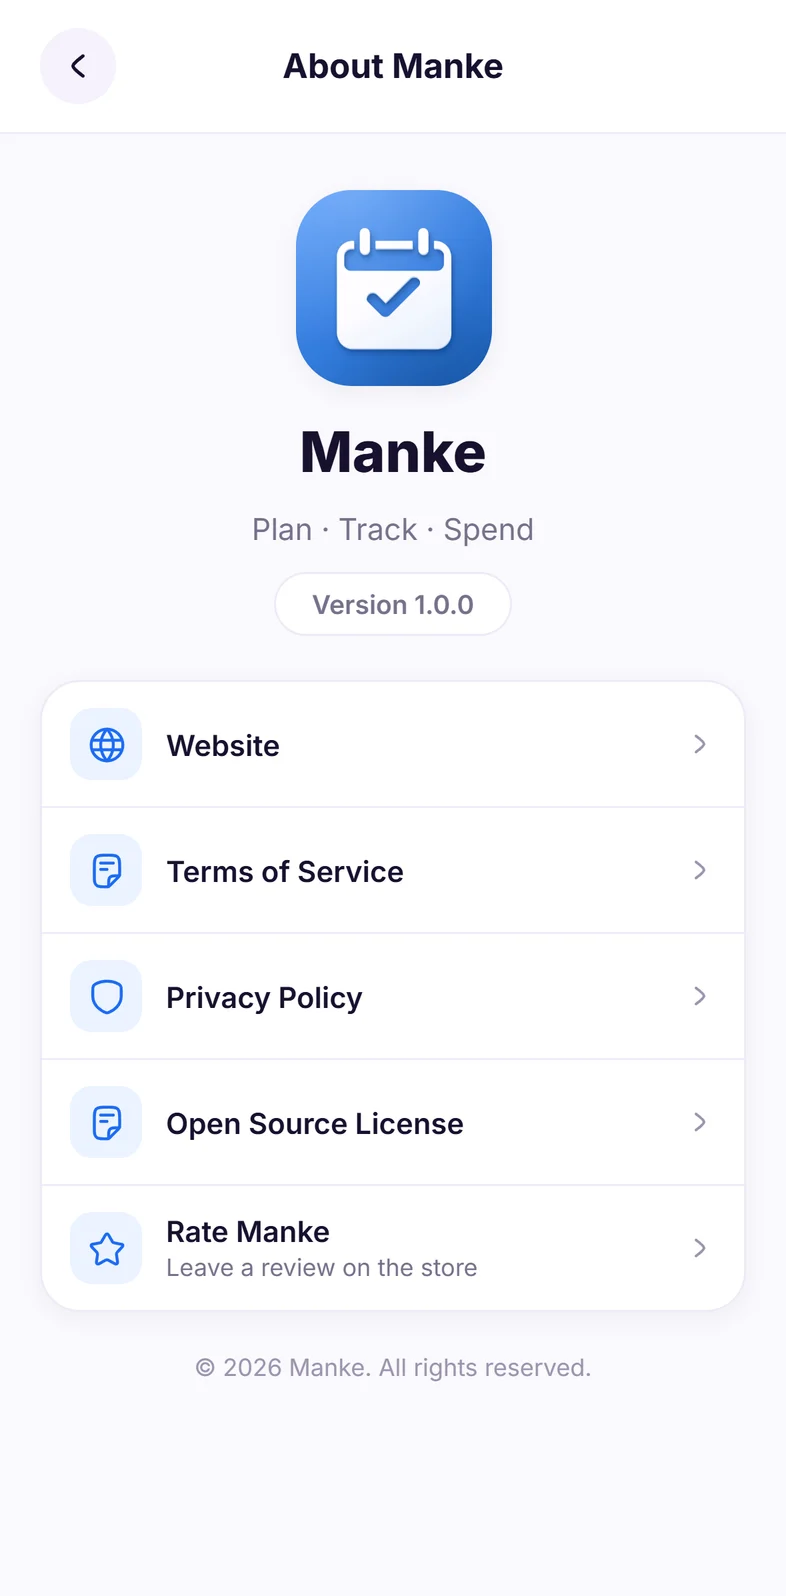 About Manke
Manke
Plan · Track · Spend
Version 1.0.0
Website
Terms of Service
Privacy Policy
Open Source License
Rate Manke
Leave a review on the store
© 2026 Manke. All rights reserved.